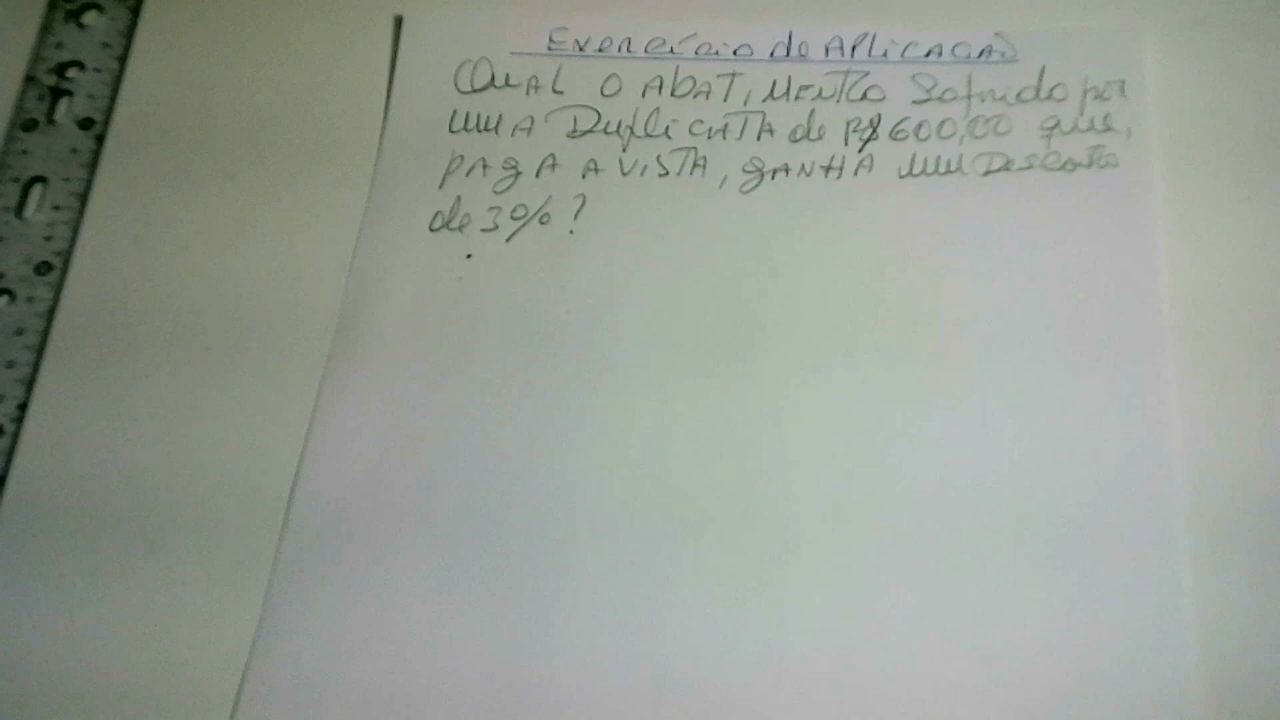 Exercício de Aplicação
Qual o abatimento sofrido por
uma Duplicata de R$ 600,00 que,
paga a vista, ganha um Desconto
de 3%?